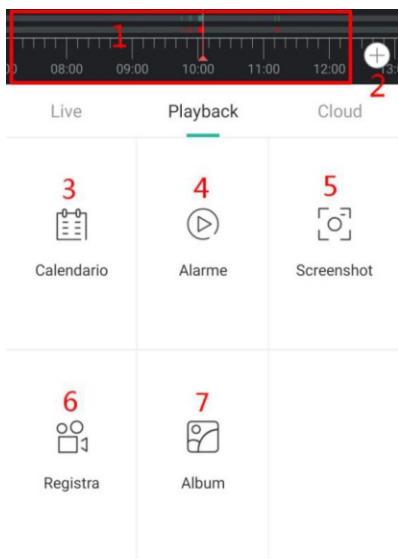 1
08:00 09:00 10:00 11:00 12:00
2
Live Playback Cloud
3 4 5
Calendario Alarme Screenshot
6 7
Registra Album